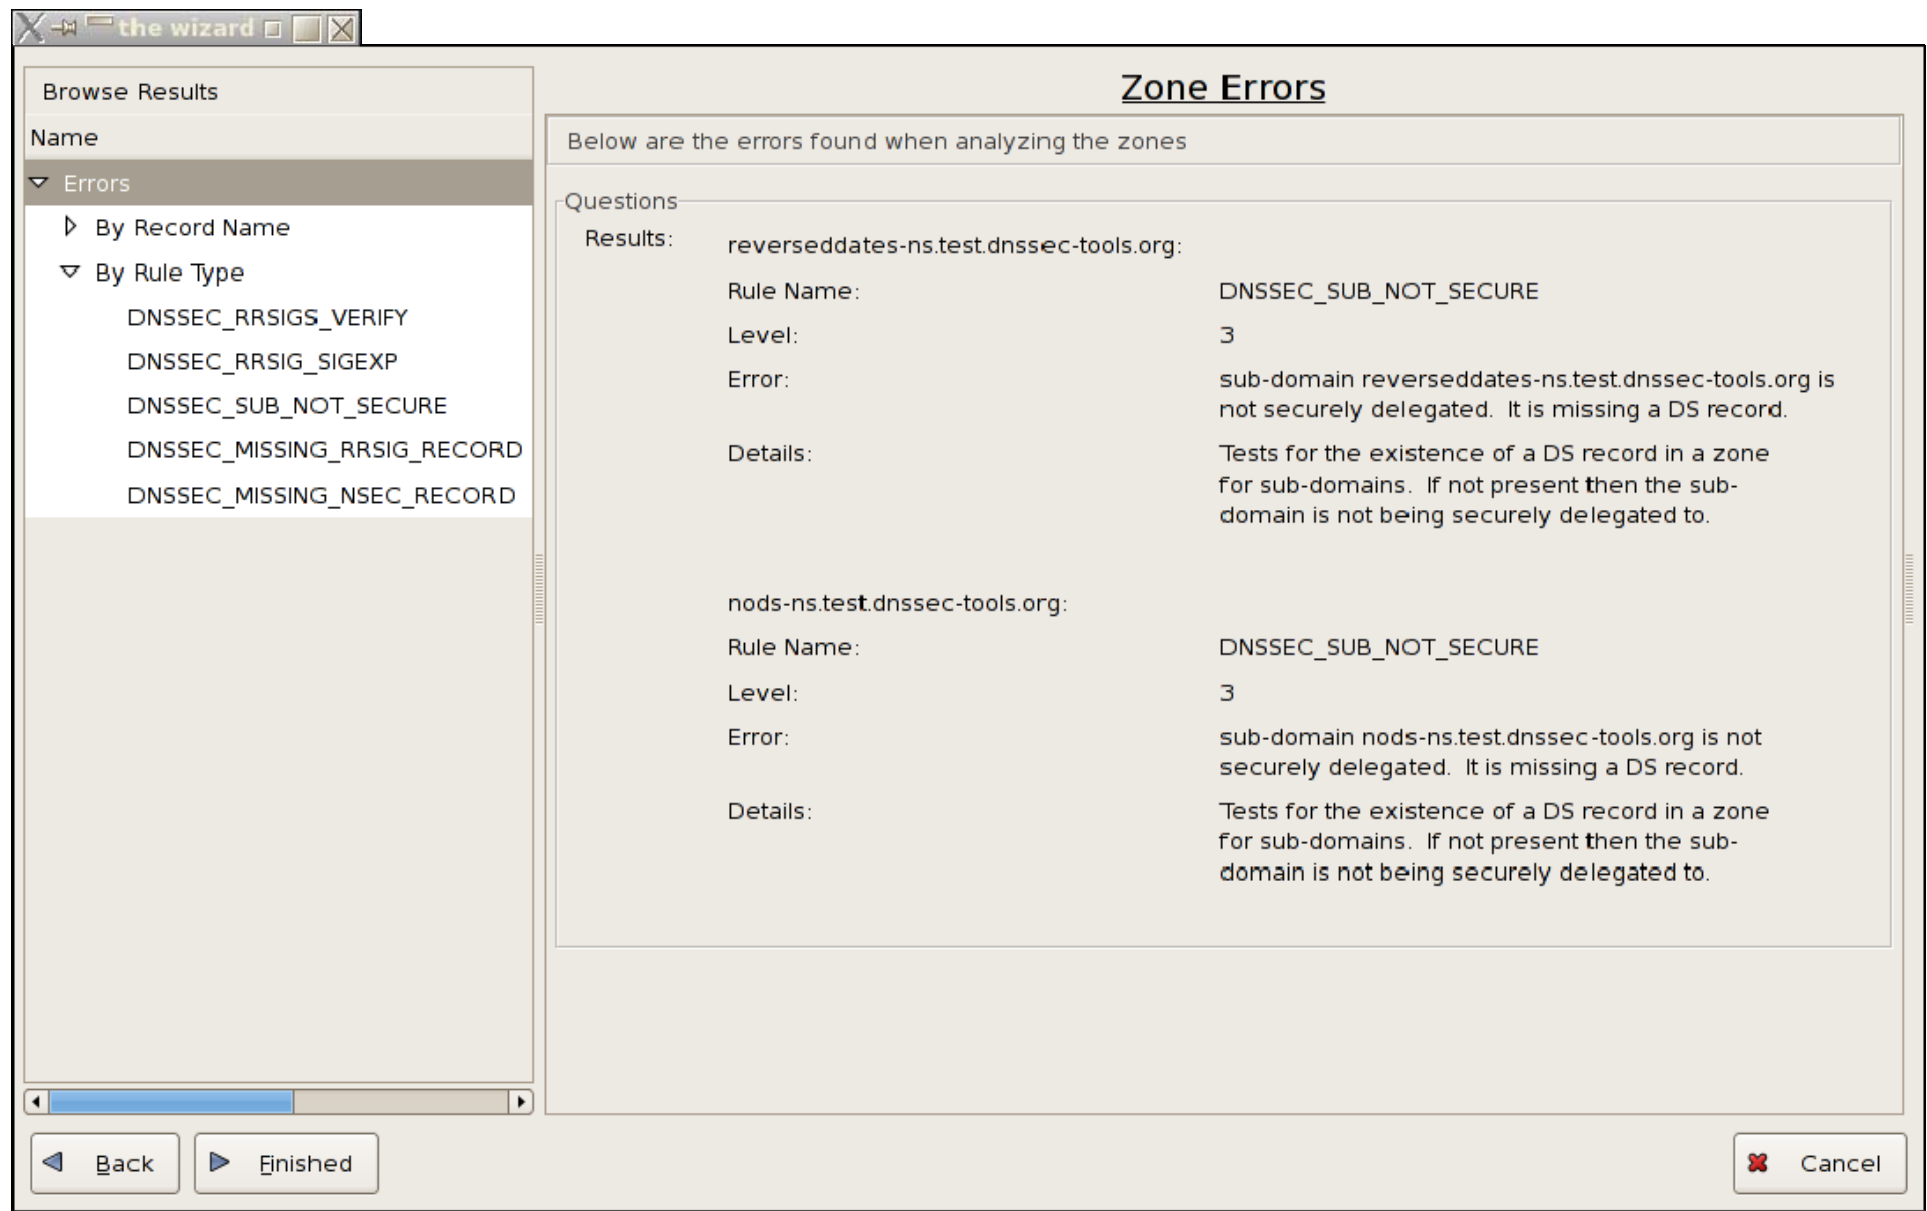 the wizard
Browse Results
Name
Errors
By Record Name
By Rule Type
DNSSEC_RRSIGS_VERIFY
DNSSEC_RRSIG_SIGEXP
DNSSEC_SUB_NOT_SECURE
DNSSEC_MISSING_RRSIG_RECORD
DNSSEC_MISSING_NSEC_RECORD
Zone Errors
Below are the errors found when analyzing the zones
Questions
Results:
reverseddates-ns.test.dnssec-tools.org:
Rule Name: DNSSEC_SUB_NOT_SECURE
Level: 3
Error: sub-domain reverseddates-ns.test.dnssec-tools.org is
not securely delegated. It is missing a DS record.
Details: Tests for the existence of a DS record in a zone
for sub-domains. If not present then the sub-
domain is not being securely delegated to.
nods-ns.test.dnssec-tools.org:
Rule Name: DNSSEC_SUB_NOT_SECURE
Level: 3
Error: sub-domain nods-ns.test.dnssec-tools.org is not
securely delegated. It is missing a DS record.
Details: Tests for the existence of a DS record in a zone
for sub-domains. If not present then the sub-
domain is not being securely delegated to.
Back
Finished
Cancel